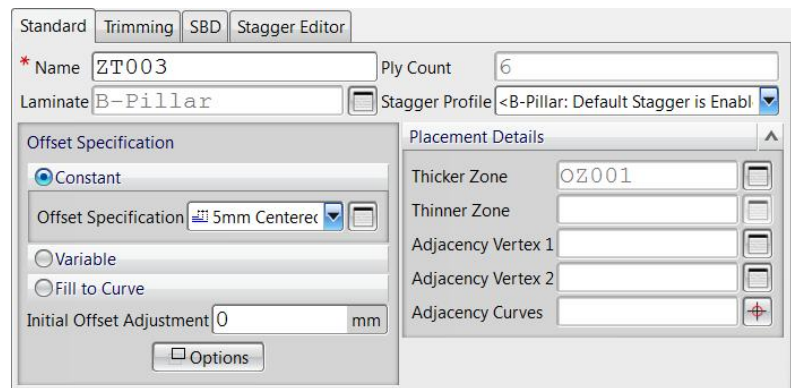 Standard Trimming SBD Stagger Editor
* Name ZT003 Ply Count 6
Laminate B-Pillar Stagger Profile <B-Pillar: Default Stagger is Enabl
Offset Specification
Placement Details
Constant
Thicker Zone OZ001
Offset Specification 5mm Centered
Thinner Zone
Adjacency Vertex 1
Variable
Adjacency Vertex 2
Fill to Curve
Initial Offset Adjustment 0 mm
Adjacency Curves
Options